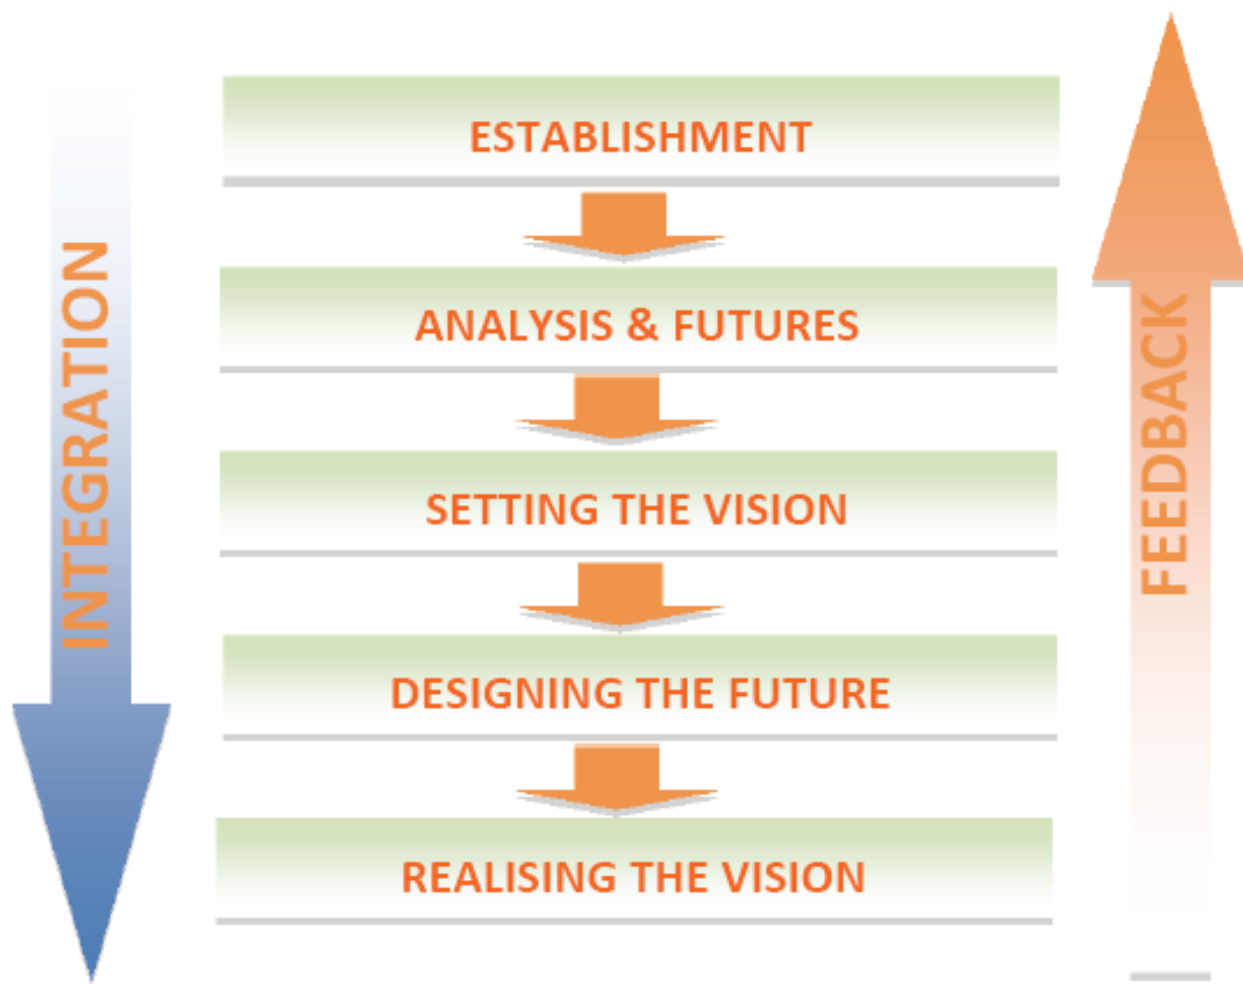 ESTABLISHMENT
ANALYSIS & FUTURES
SETTING THE VISION
DESIGNING THE FUTURE
REALISING THE VISION
INTEGRATION
FEEDBACK